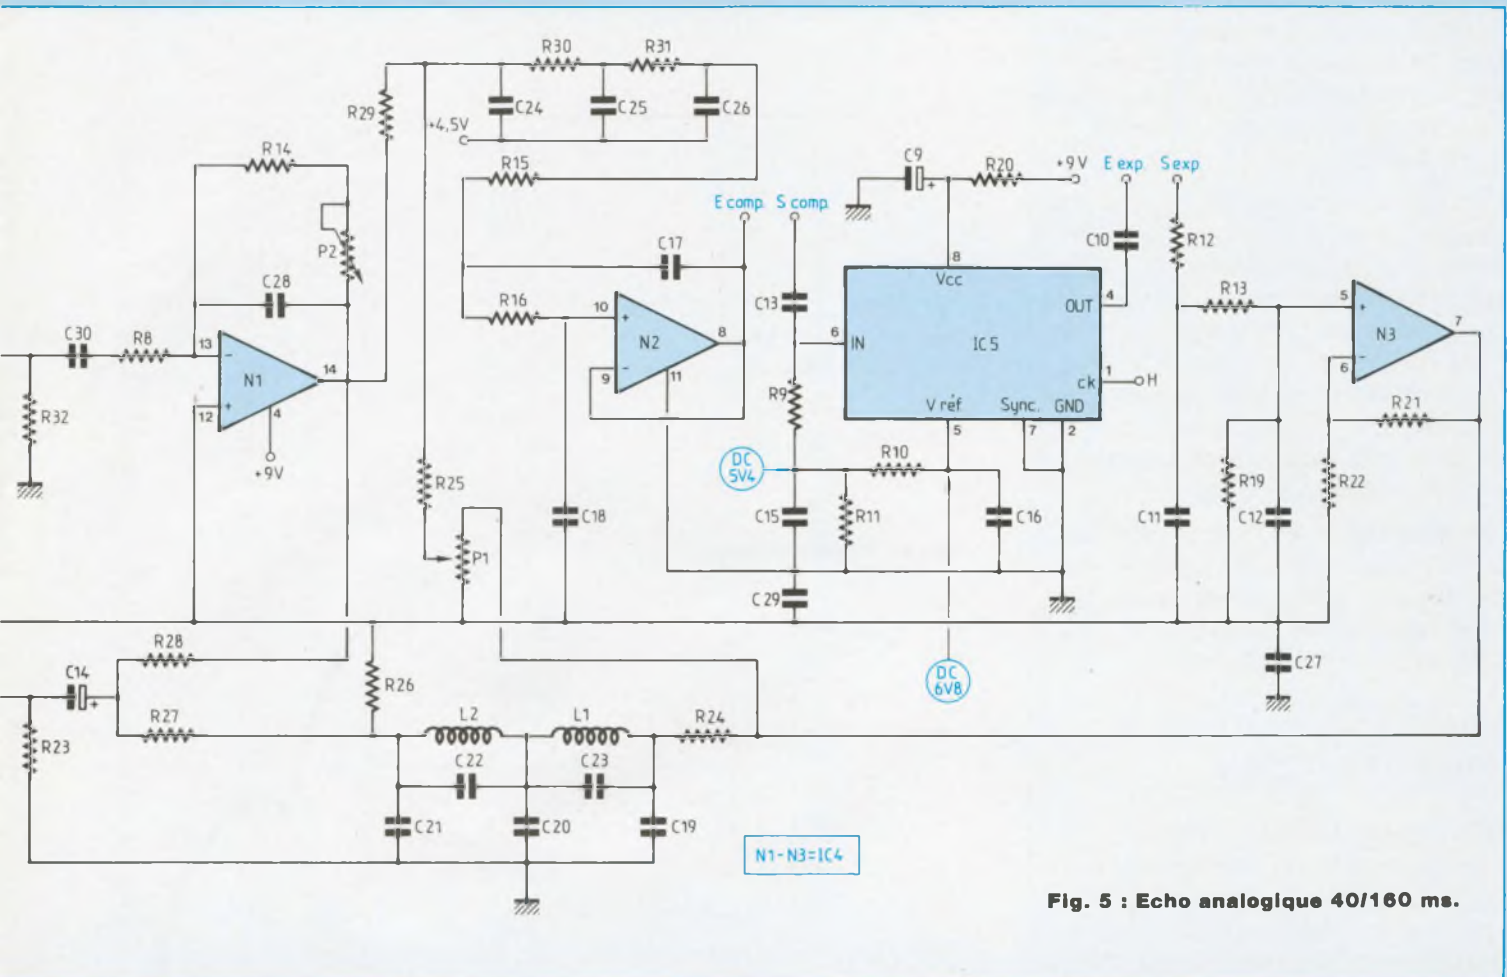 R30
R31
R29
C24
C25
C26
+4,5V
R14
R15
C9
R20
+9V
E exp.
S exp
E comp.
S comp.
P2
C17
C10
R12
8
Vcc
C28
R16
10
+
C13
4
OUT
R13
5
+
C30
R8
13
-
N1
14
N2
8
6
IN
IC5
N3
7
R32
12
+
4
9
-
11
R9
1
ck
H
-
6
V réf.
Sync.
GND
R21
+9V
5
7
2
R25
DC
5V4
R10
R19
R22
C18
C15
R11
C16
C11
C12
P1
C29
R28
C14
+
R26
DC
6V8
C27
R27
L2
L1
R24
R23
C22
C23
C21
C20
C19
N1-N3=IC4
Fig. 5 : Echo analogique 40/160 ms.